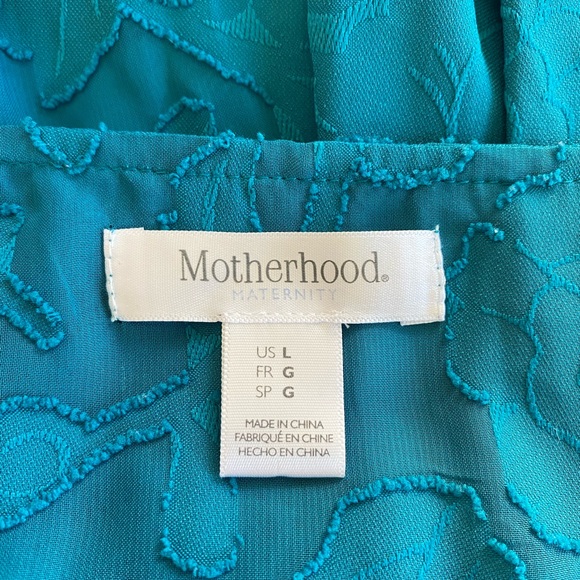 Motherhood®
MATERNITY
US L
FR G
SP G
MADE IN CHINA
FABRIQUÉ EN CHINE
HECHO EN CHINA